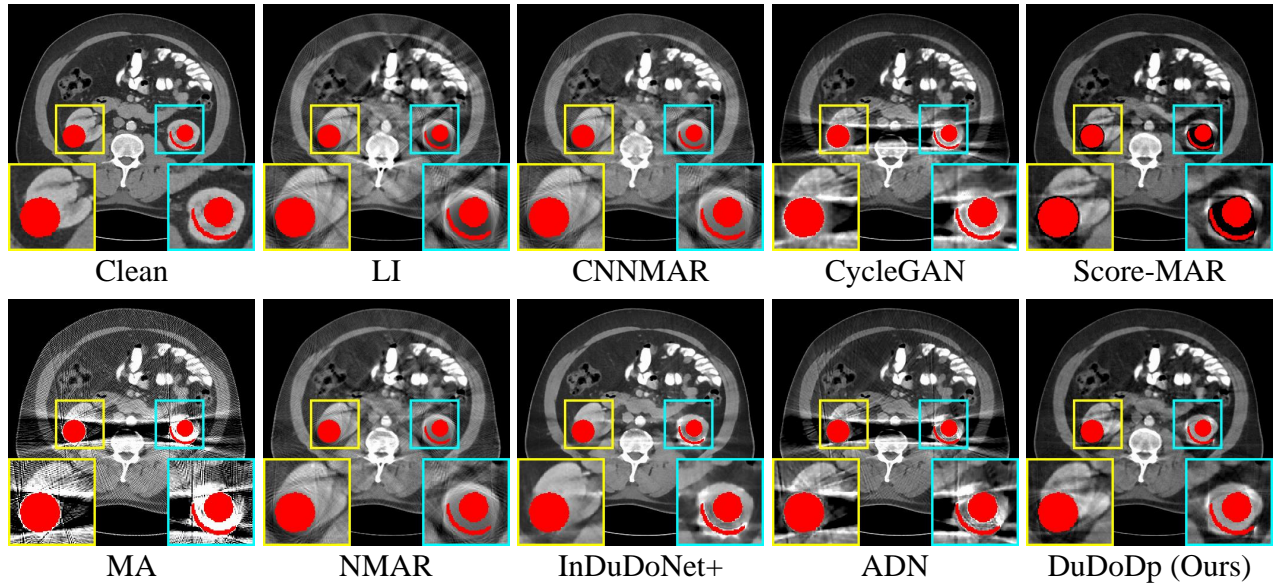 Clean
LI
CNNMAR
CycleGAN
Score-MAR
MA
NMAR
InDuDoNet+
ADN
DuDoDp (Ours)